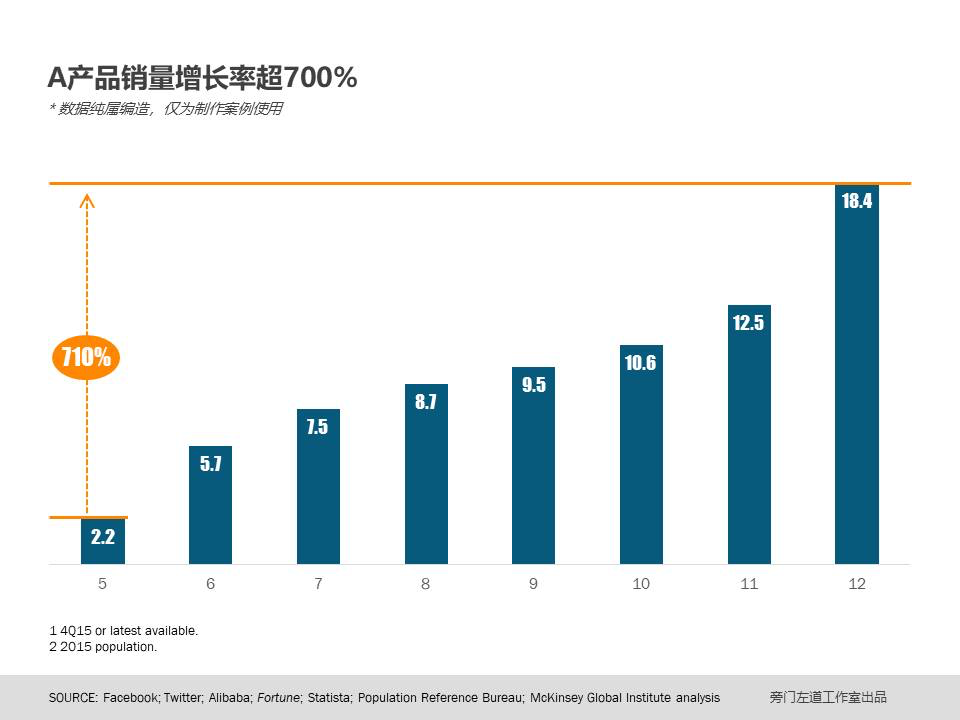 A产品销量增长率超700%
* 数据纯属编造，仅为制作案例使用
18.4
12.5
710%
10.6
9.5
8.7
7.5
5.7
2.2
5 6 7 8 9 10 11 12
1 4Q15 or latest available.
2 2015 population.
SOURCE: Facebook; Twitter; Alibaba; Fortune; Statista; Population Reference Bureau; McKinsey Global Institute analysis 旁门左道工作室出品